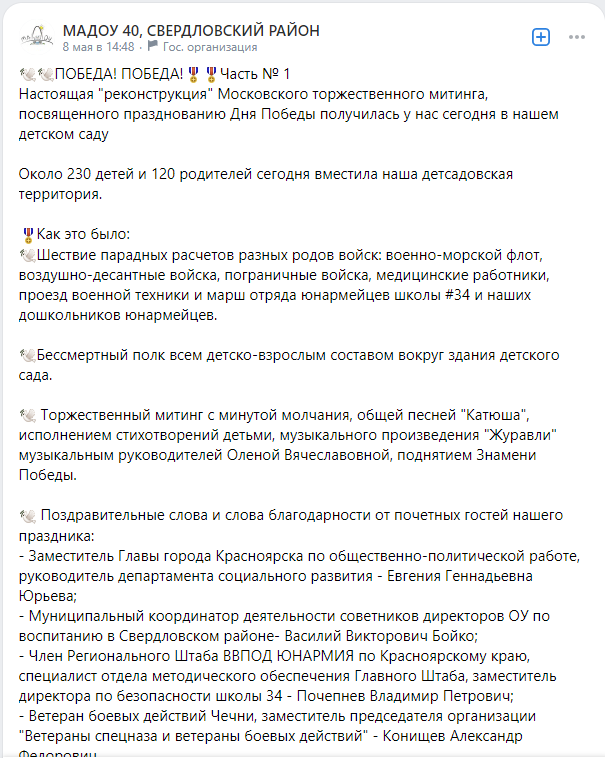 МАДОУ 40, СВЕРДЛОВСКИЙ РАЙОН
8 мая в 14:48 · Гос. организация
🕊🕊ПОБЕДА! ПОБЕДА!🎖🎖Часть № 1
Настоящая "реконструкция" Московского торжественного митинга,
посвященного празднованию Дня Победы получилась у нас сегодня в нашем
детском саду
Около 230 детей и 120 родителей сегодня вместила наша детсадовская
территория.
🎖Как это было:
🕊Шествие парадных расчетов разных родов войск: военно-морской флот,
воздушно-десантные войска, пограничные войска, медицинские работники,
проезд военной техники и марш отряда юнармейцев школы #34 и наших
дошкольников юнармейцев.
🕊Бессмертный полк всем детско-взрослым составом вокруг здания детского
сада.
🕊 Торжественный митинг с минутой молчания, общей песней "Катюша",
исполнением стихотворений детьми, музыкального произведения "Журавли"
музыкальным руководителей Оленой Вячеславовной, поднятием Знамени
Победы.
🕊 Поздравительные слова и слова благодарности от почетных гостей нашего
праздника:
- Заместитель Главы города Красноярска по общественно-политической работе,
руководитель департамента социального развития - Евгения Геннадьевна
Юрьева;
- Муниципальный координатор деятельности советников директоров ОУ по
воспитанию в Свердловском районе- Василий Викторович Бойко;
- Член Регионального Штаба ВВПОД ЮНАРМИЯ по Красноярскому краю,
специалист отдела методического обеспечения Главного Штаба, заместитель
директора по безопасности школы 34 - Почепнев Владимир Петрович;
- Ветеран боевых действий Чечни, заместитель председателя организации
"Ветераны спецназа и ветераны боевых действий" - Конищев Александр
Федорович